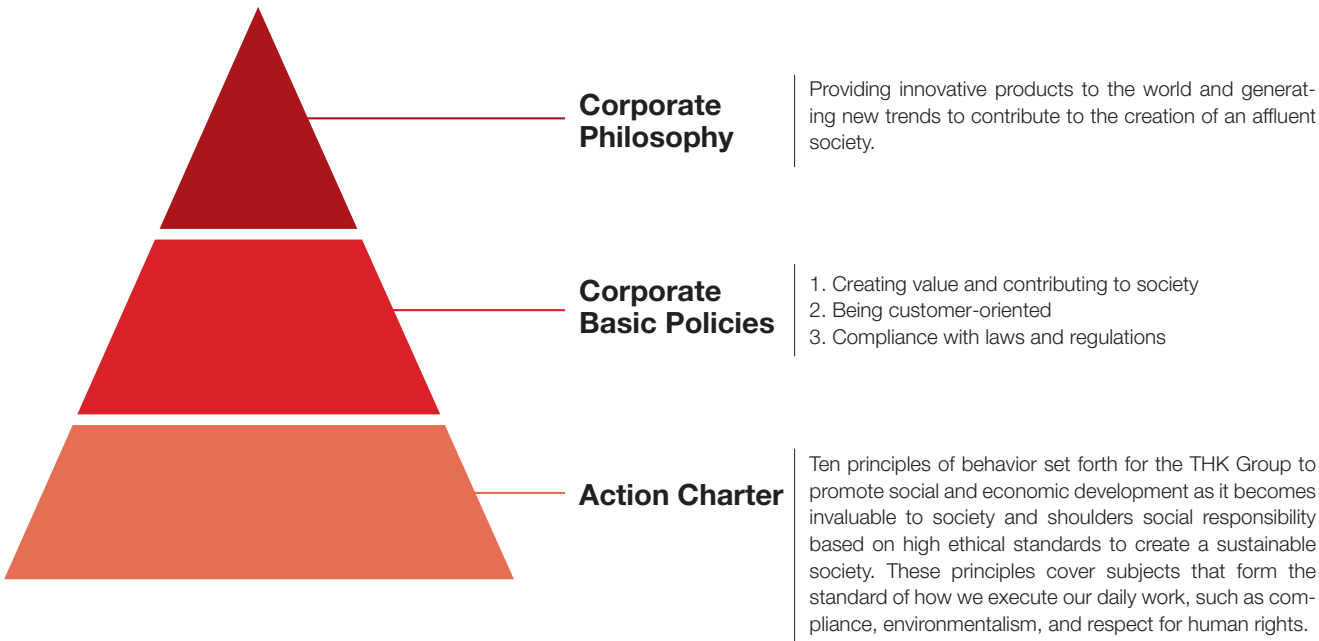 Corporate
Philosophy
Providing innovative products to the world and generat-
ing new trends to contribute to the creation of an affluent
society.
Corporate
Basic Policies
1. Creating value and contributing to society
2. Being customer-oriented
3. Compliance with laws and regulations
Action Charter
Ten principles of behavior set forth for the THK Group to
promote social and economic development as it becomes
invaluable to society and shoulders social responsibility
based on high ethical standards to create a sustainable
society. These principles cover subjects that form the
standard of how we execute our daily work, such as com-
pliance, environmentalism, and respect for human rights.